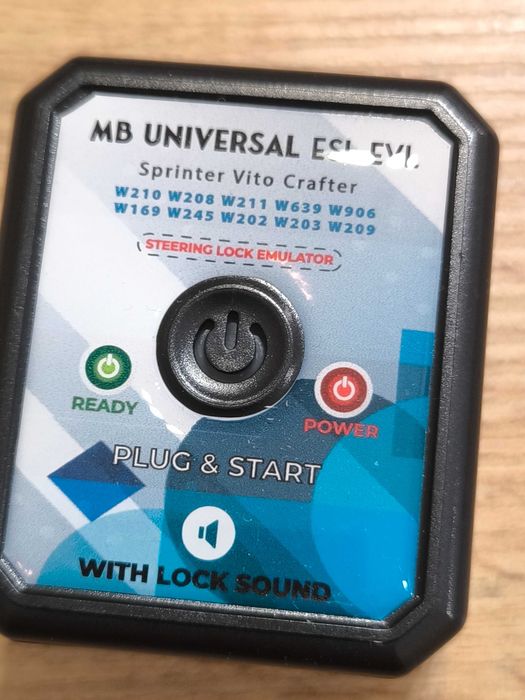 MB UNIVERSAL ESL EVL
Sprinter Vito Crafter
W210 W208 W211 W639 W906
W169 W245 W202 W203 W209
STEERING LOCK EMULATOR
READY
POWER
PLUG & START
WITH LOCK SOUND